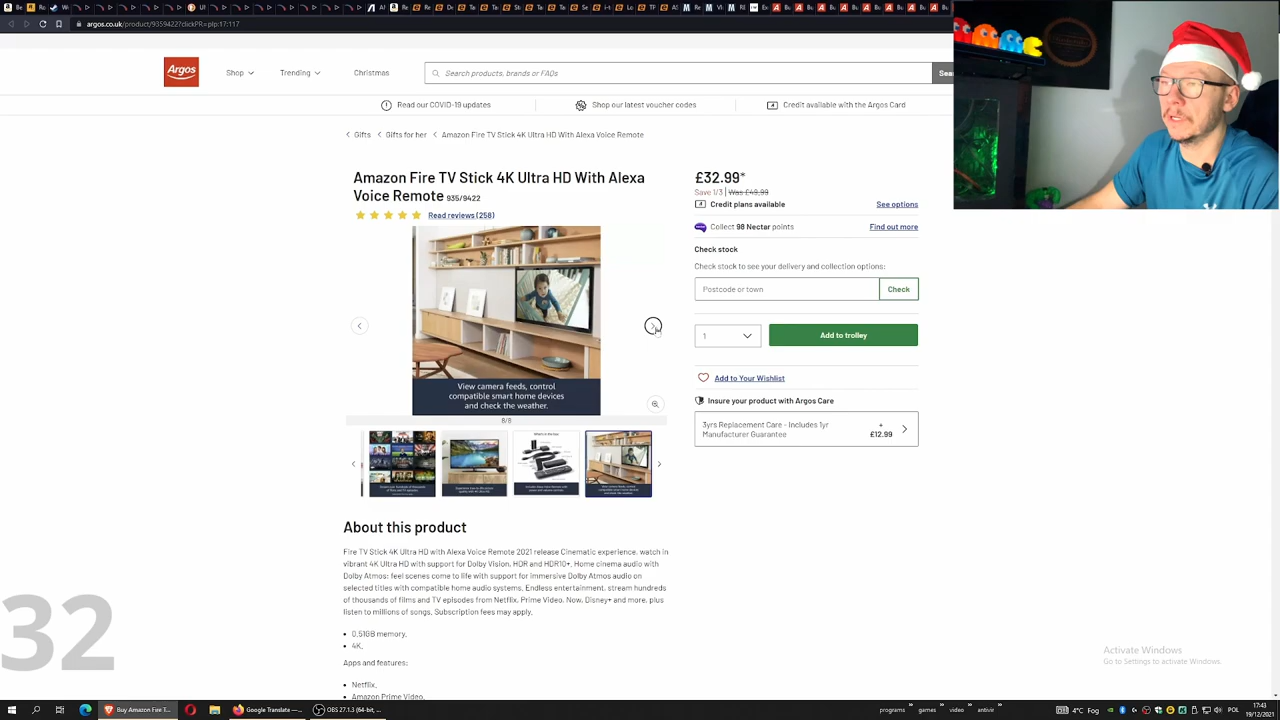 argos.co.uk/product/9359422?clickPR=plp:17:117
Argos
Shop
Trending
Christmas
Search products, brands or FAQs
Read our COVID-19 updates
Shop our latest voucher codes
Credit available with the Argos Card
Gifts
Gifts for her
Amazon Fire TV Stick 4K Ultra HD With Alexa Voice Remote
Amazon Fire TV Stick 4K Ultra HD With Alexa
Voice Remote 935/9422
Read reviews (258)
£32.99*
Save 1/3 | Was £49.99
Credit plans available
See options
Collect 98 Nectar points
Find out more
Check stock
Check stock to see your delivery and collection options:
Postcode or town
Check
1
Add to trolley
Add to Your Wishlist
Insure your product with Argos Care
3yrs Replacement Care - Includes 1yr
Manufacturer Guarantee
+
£12.99
View camera feeds, control
compatible smart home devices
and check the weather.
8/8
About this product
Fire TV Stick 4K Ultra HD with Alexa Voice Remote 2021 release Cinematic experience, watch in
vibrant 4K Ultra HD with support for Dolby Vision, HDR and HDR10+. Home cinema audio with
Dolby Atmos: feel scenes come to life with support for immersive Dolby Atmos audio on
selected titles with compatible home audio systems. Endless entertainment, stream hundreds
of thousands of films and TV episodes from Netflix, Prime Video, Now, Disney+ and more, plus
listen to millions of songs. Subscription fees may apply.
0.51GB memory.
4K.
Apps and features:
Netflix.
Amazon Prime Video.
32
Activate Windows
Go to Settings to activate Windows.
Buy Amazon Fire T...
Google Translate —...
OBS 27.1.3 (64-bit, ...
programs
games
video
antivir
4°C Fog
POL
17:43
19/12/2021